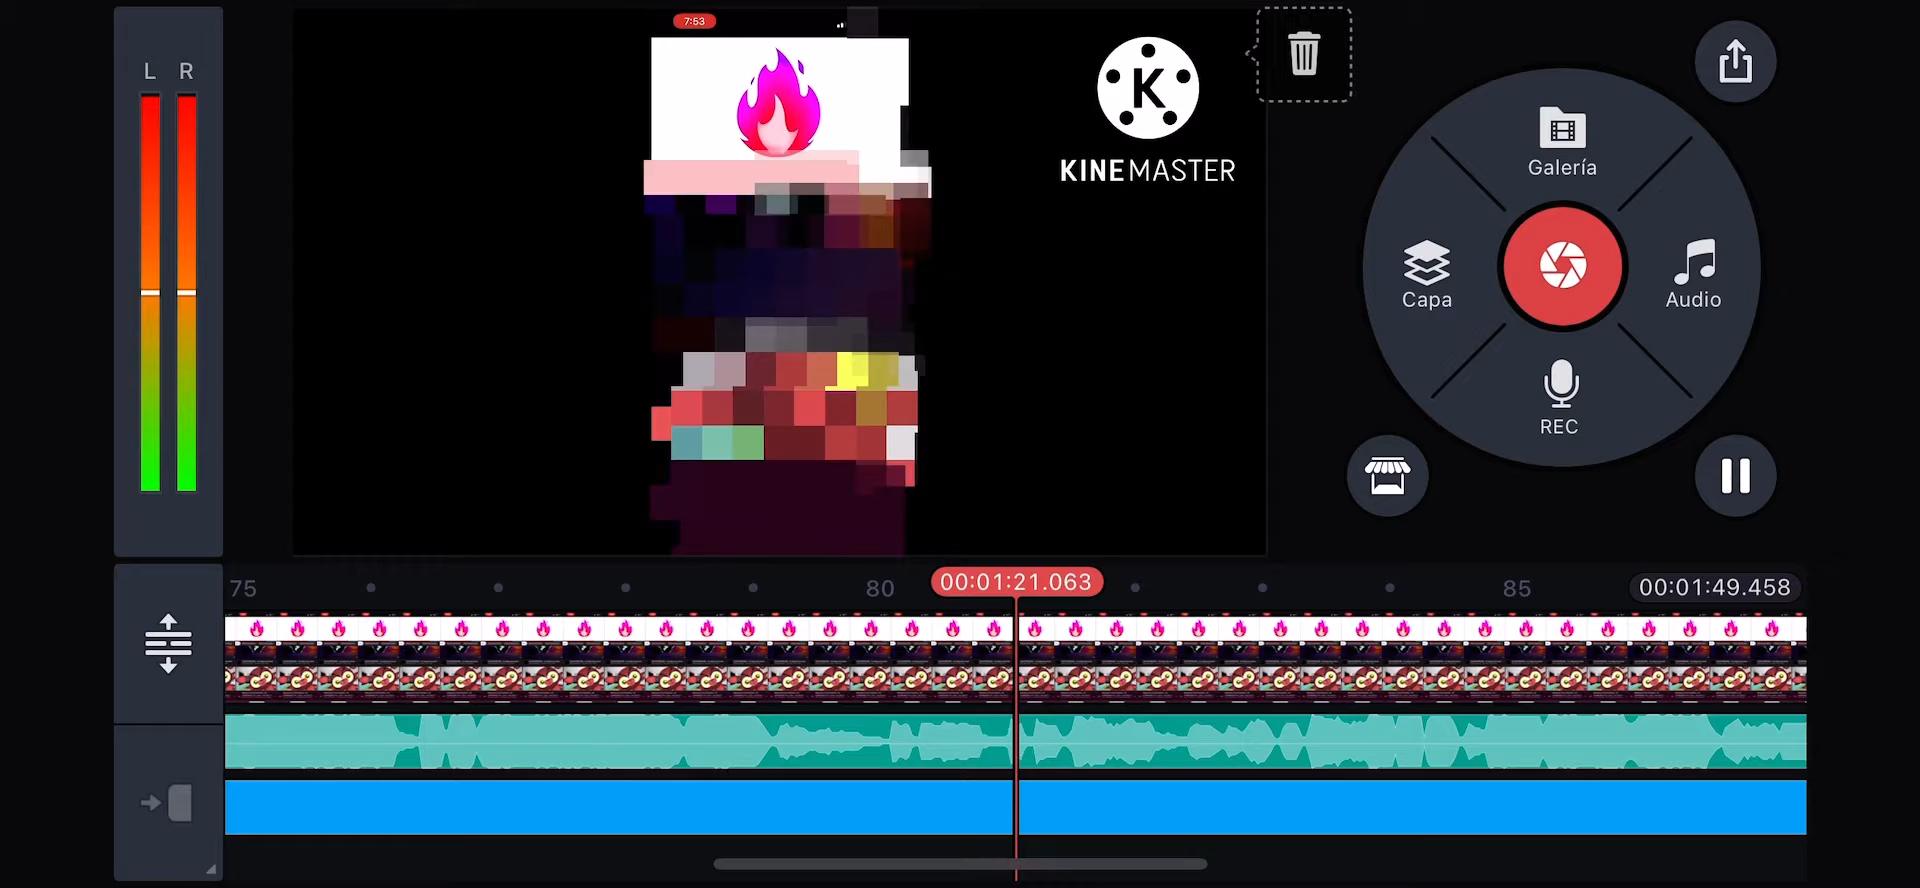 L R
7:53
K
KINEMASTER
Galería
Capa
Audio
REC
75
80
00:01:21.063
85
00:01:49.458